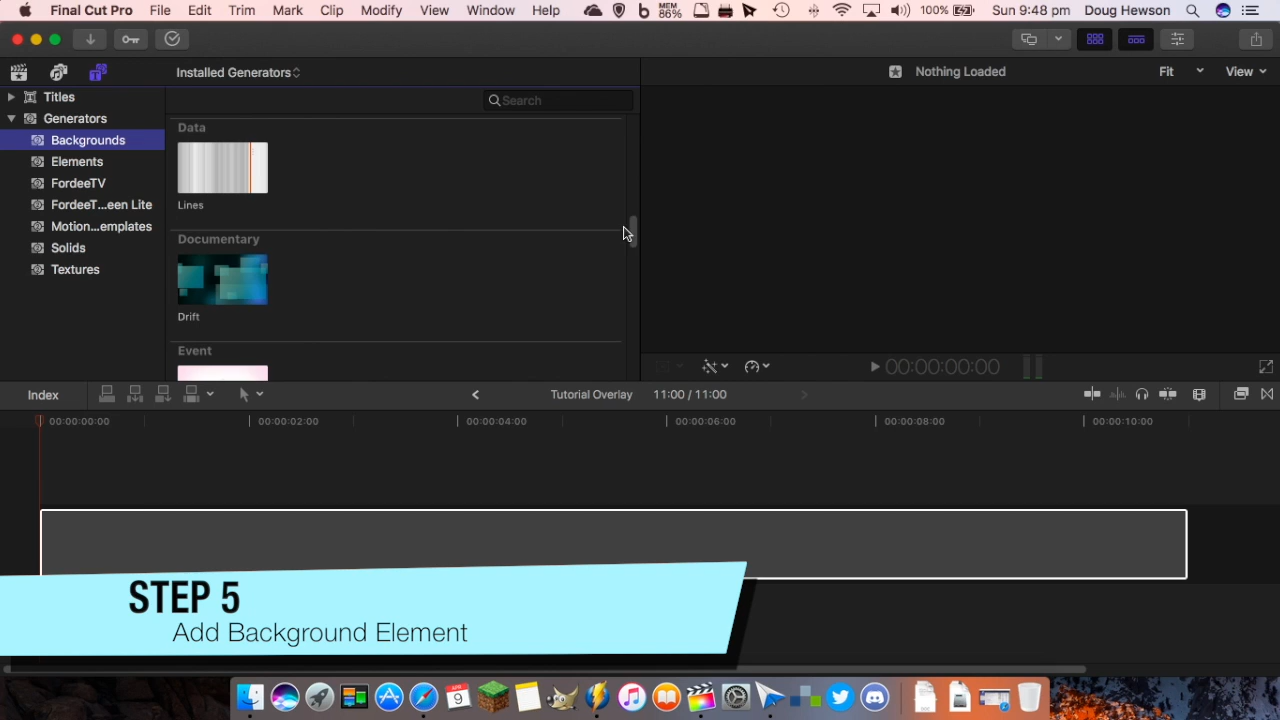 Final Cut Pro File Edit Trim Mark Clip Modify View Window Help MEM 86% 100% Sun 9:48 pm Doug Hewson
Installed Generators
Nothing Loaded
Fit
View
Search
Titles
Generators
Backgrounds
Elements
FordeeTV
FordeeT...een Lite
Motion...emplates
Solids
Textures
Data
Lines
Documentary
Drift
Event
00:00:00:00
Index
Tutorial Overlay
11:00 / 11:00
00:00:00:00 00:00:02:00 00:00:04:00 00:00:06:00 00:00:08:00 00:00:10:00
STEP 5
Add Background Element
APR
9